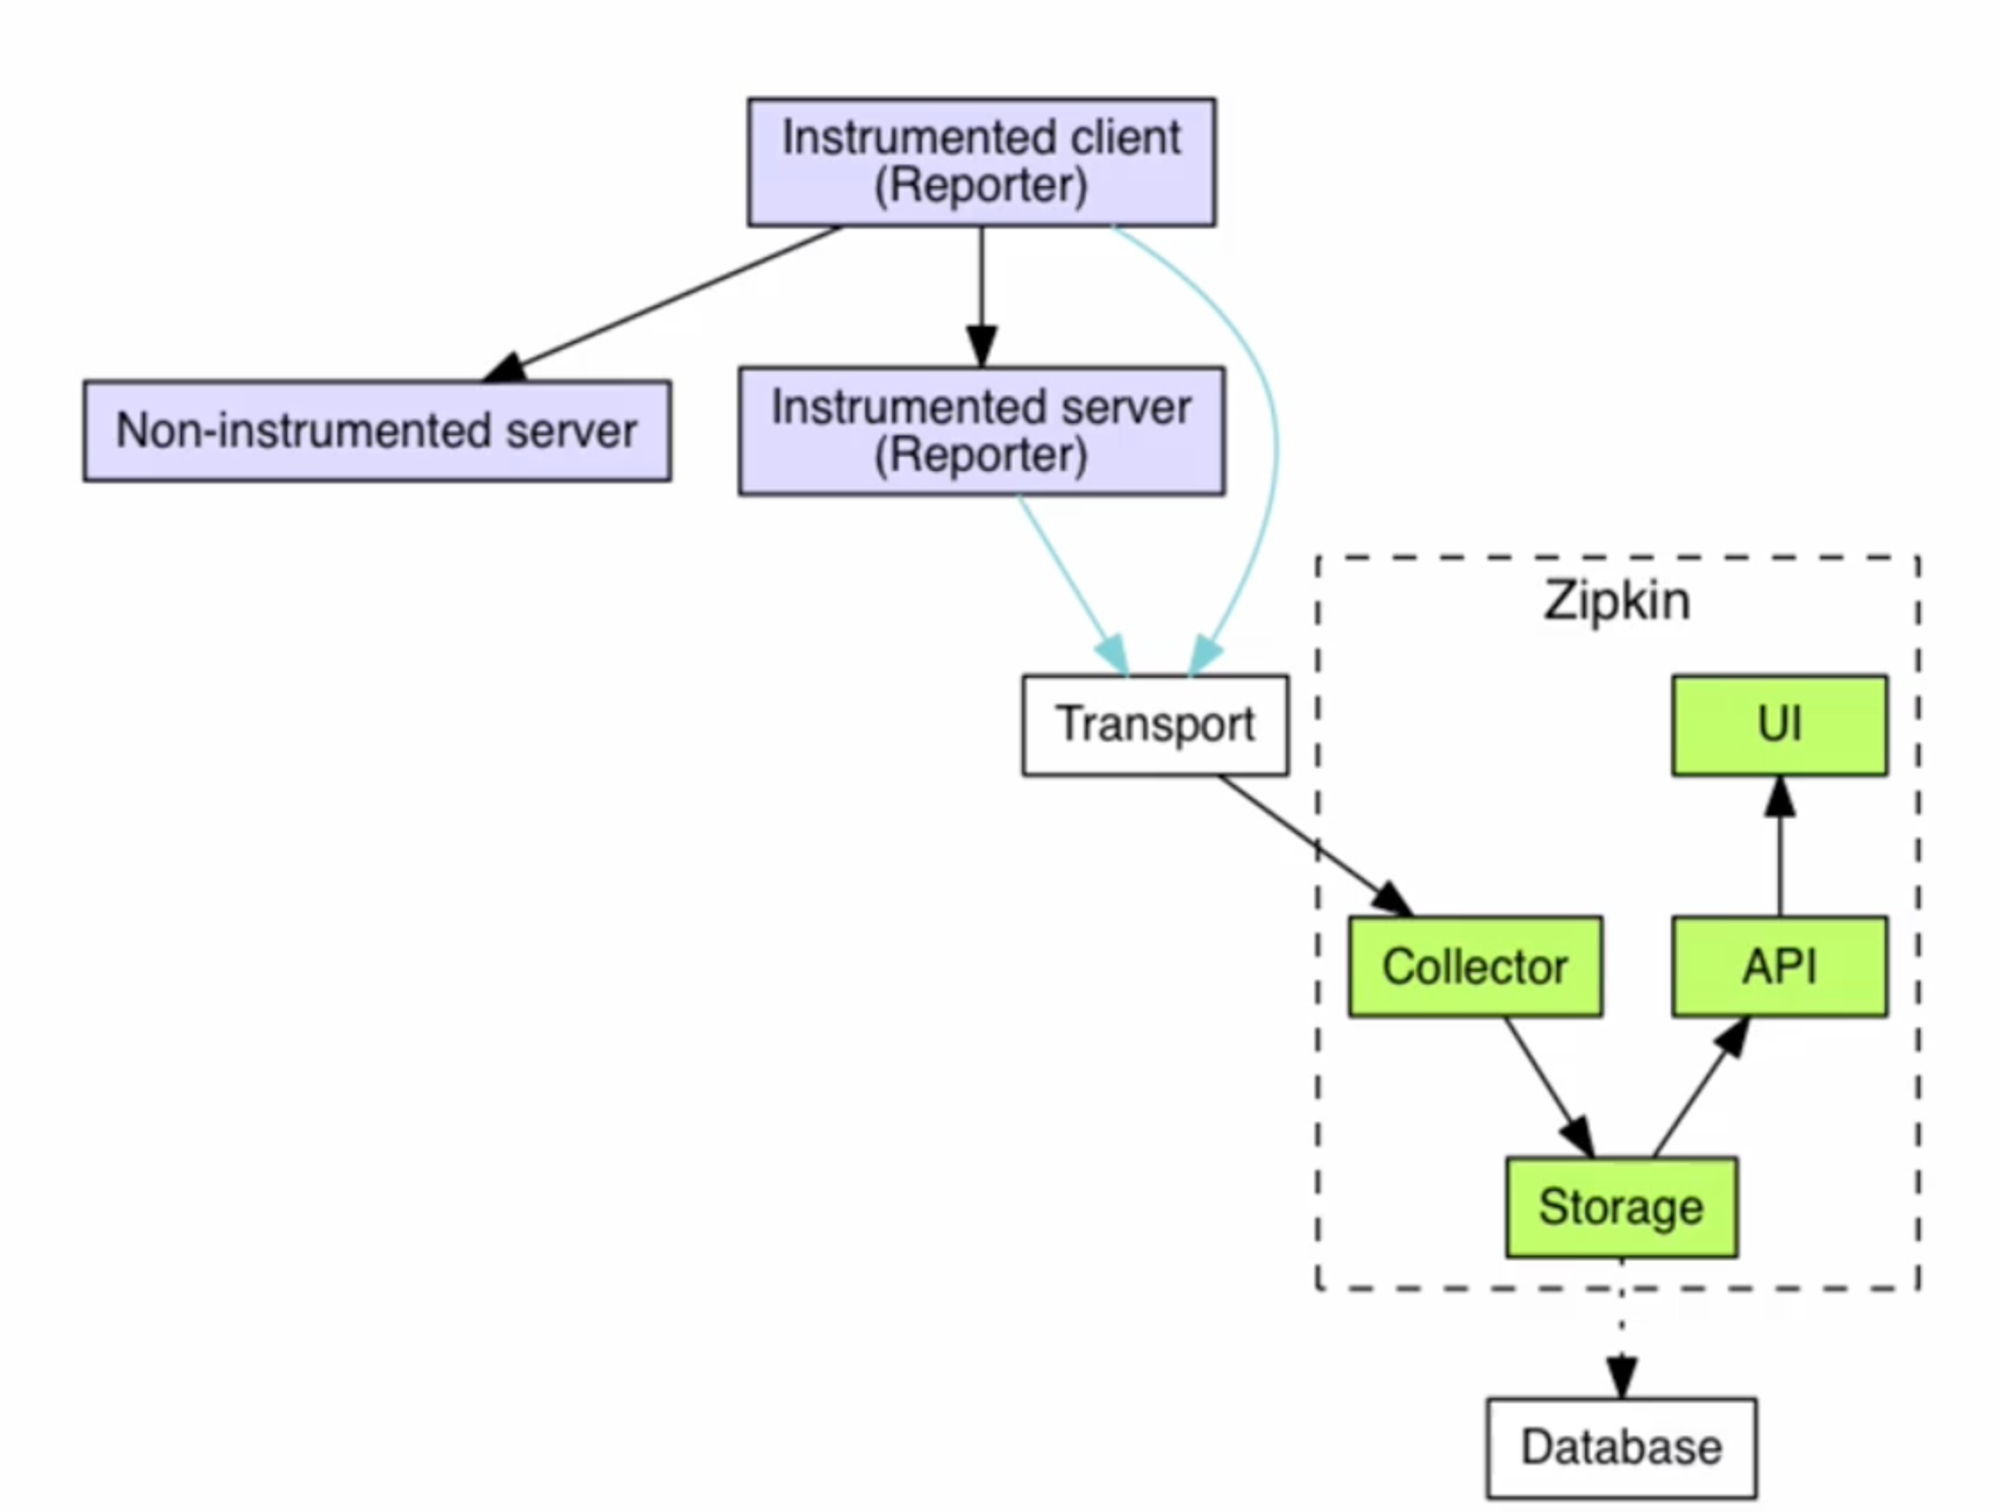 Instrumented client
(Reporter)
Non-instrumented server
Instrumented server
(Reporter)
Zipkin
Transport
UI
Collector
API
Storage
Database